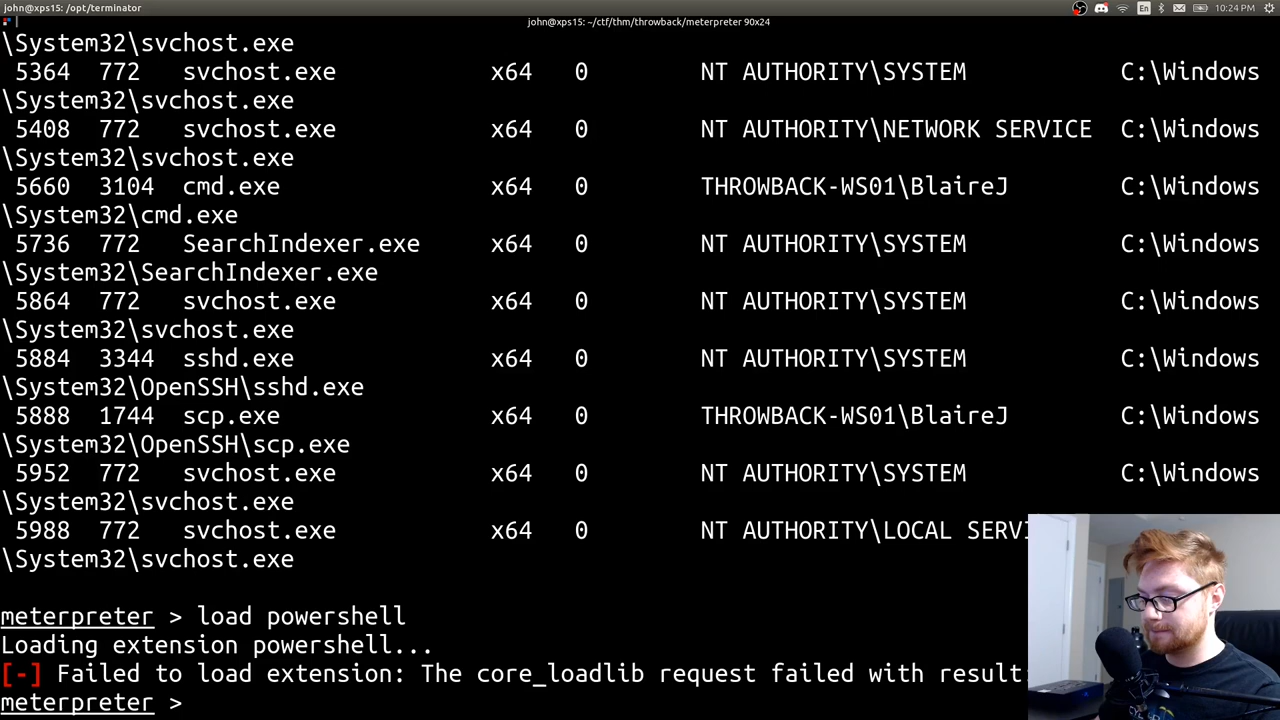 john@xps15: /opt/terminator
En
10:24 PM
john@xps15: ~/ctf/thm/throwback/meterpreter 90x24
\System32\svchost.exe
5364 772 svchost.exe x64 0 NT AUTHORITY\SYSTEM C:\Windows
\System32\svchost.exe
5408 772 svchost.exe x64 0 NT AUTHORITY\NETWORK SERVICE C:\Windows
\System32\svchost.exe
5660 3104 cmd.exe x64 0 THROWBACK-WS01\BlaireJ C:\Windows
\System32\cmd.exe
5736 772 SearchIndexer.exe x64 0 NT AUTHORITY\SYSTEM C:\Windows
\System32\SearchIndexer.exe
5864 772 svchost.exe x64 0 NT AUTHORITY\SYSTEM C:\Windows
\System32\svchost.exe
5884 3344 sshd.exe x64 0 NT AUTHORITY\SYSTEM C:\Windows
\System32\OpenSSH\sshd.exe
5888 1744 scp.exe x64 0 THROWBACK-WS01\BlaireJ C:\Windows
\System32\OpenSSH\scp.exe
5952 772 svchost.exe x64 0 NT AUTHORITY\SYSTEM C:\Windows
\System32\svchost.exe
5988 772 svchost.exe x64 0 NT AUTHORITY\LOCAL SERVI
\System32\svchost.exe
meterpreter > load powershell
Loading extension powershell...
[-] Failed to load extension: The core_loadlib request failed with result:
meterpreter >